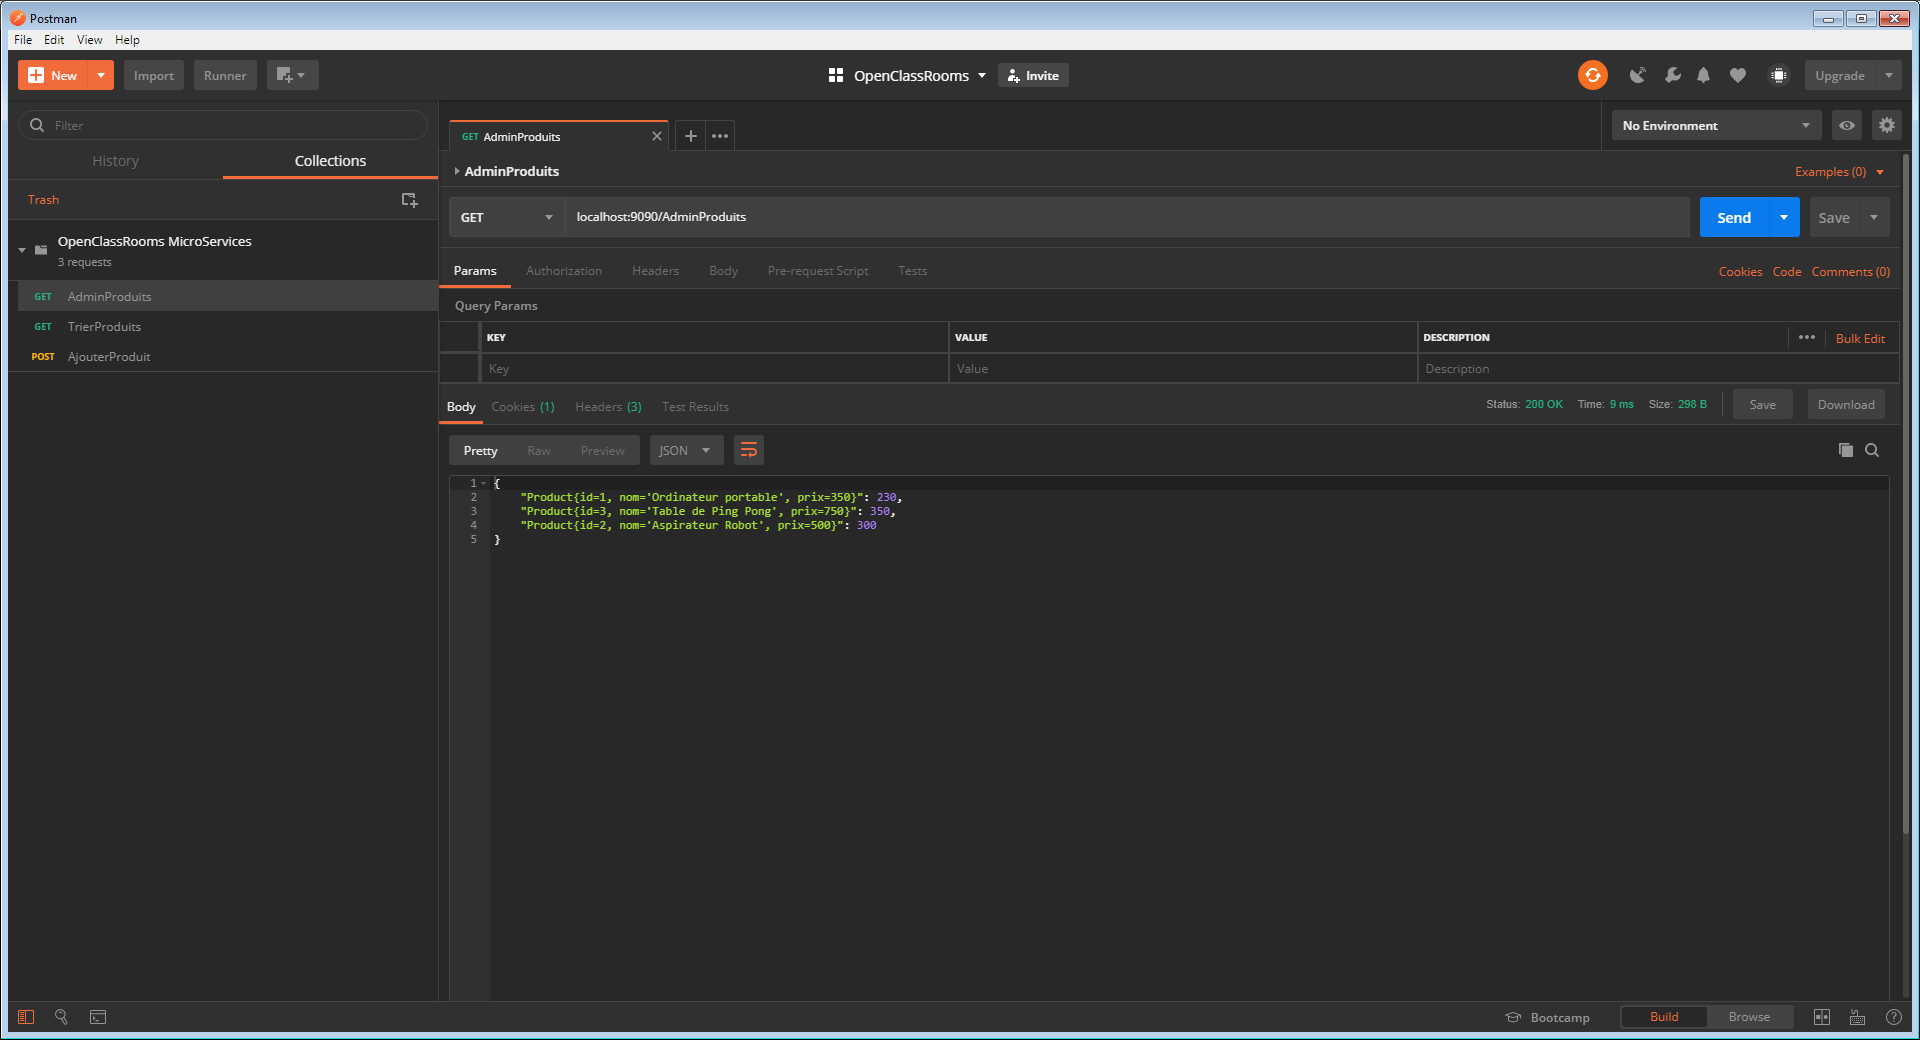 Postman
File Edit View Help
New Import Runner OpenClassRooms Invite Upgrade
Filter
History Collections
Trash
OpenClassRooms MicroServices
3 requests
GET AdminProduits
GET TrierProduits
POST AjouterProduit
GET AdminProduits
No Environment
AdminProduits
Examples (0)
GET localhost:9090/AdminProduits Send Save
Params Authorization Headers Body Pre-request Script Tests Cookies Code Comments (0)
Query Params
KEY VALUE DESCRIPTION Bulk Edit
Key Value Description
Body Cookies (1) Headers (3) Test Results Status: 200 OK Time: 9 ms Size: 298 B Save Download
Pretty Raw Preview JSON
1 {
2 "Product{id=1, nom='Ordinateur portable', prix=350}": 230,
3 "Product{id=3, nom='Table de Ping Pong', prix=750}": 350,
4 "Product{id=2, nom='Aspirateur Robot', prix=500}": 300
5 }
Bootcamp Build Browse